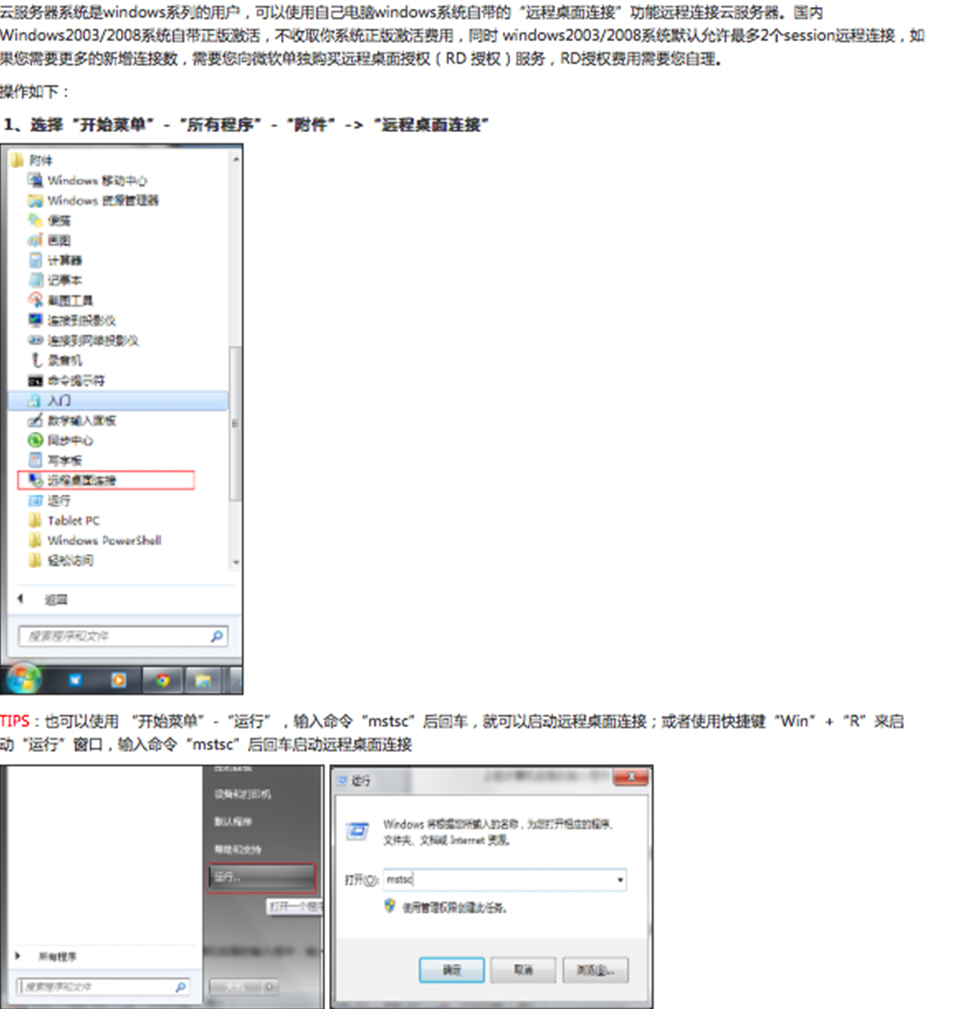 云服务器系统是windows系列的用户，可以使用自己电脑windows系统自带的“远程桌面连接”功能远程连接云服务器。国内
Windows2003/2008系统自带正版激活，不收取你系统正版激活费用，同时 windows2003/2008系统默认允许最多2个session远程连接，如
果您需要更多的新增连接数，需要您向微软单独购买远程桌面授权（RD 授权）服务，RD授权费用需要您自理。
操作如下：
1、选择“开始菜单”-“所有程序”-“附件”->“远程桌面连接”
附件
Windows 移动中心
Windows 资源管理器
便笺
画图
计算器
记事本
截图工具
连接到投影仪
连接到网络投影仪
录音机
命令提示符
入门
数学输入面板
同步中心
写字板
远程桌面连接
运行
Tablet PC
Windows PowerShell
轻松访问
返回
搜索程序和文件
TIPS：也可以使用 “开始菜单”-“运行”，输入命令“mstsc”后回车，就可以启动远程桌面连接；或者使用快捷键“Win”+“R”来启
动“运行”窗口，输入命令“mstsc”后回车启动远程桌面连接
设备和打印机
默认程序
帮助和支持
运行...
打开一个程序
所有程序
搜索程序和文件
关机
运行
Windows 将根据您所输入的名称，为您打开相应的程序、
文件夹、文档或 Internet 资源。
打开(O): mstsc
使用管理权限创建此任务。
确定 取消 浏览(B)...